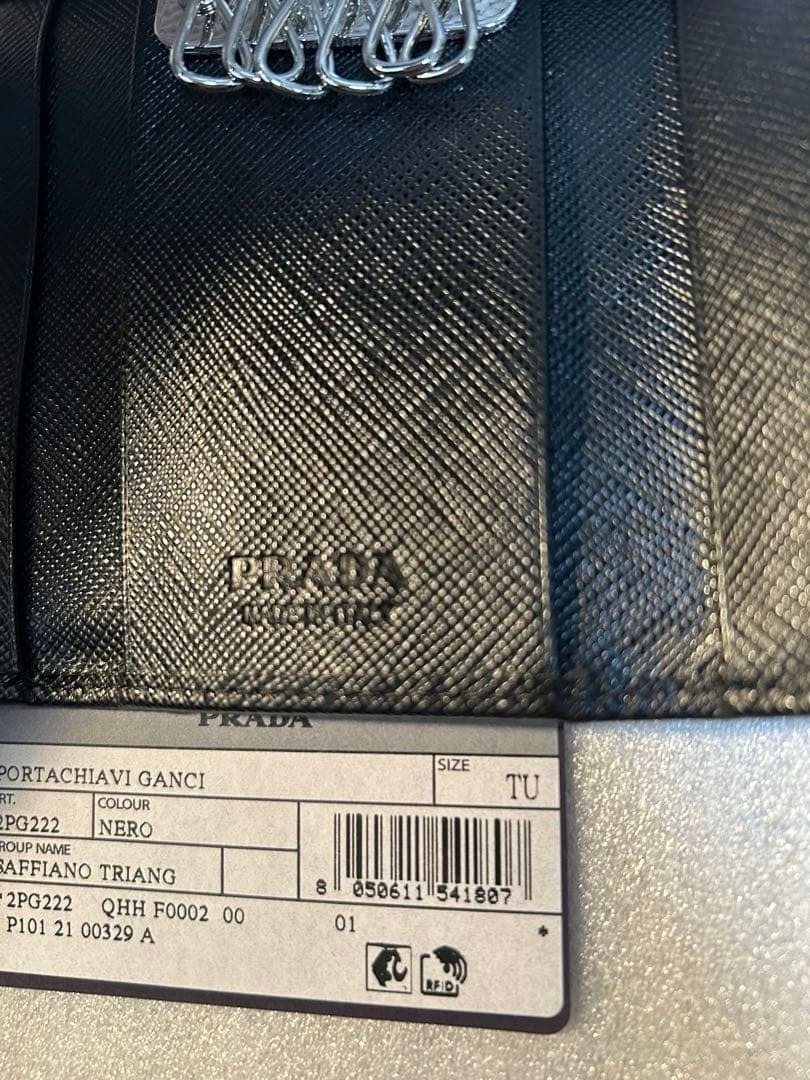 PRADA
MADE IN ITALY
PRADA
PORTACHIAVI GANCI
SIZE
TU
RT.
2PG222
COLOUR
NERO
ROUP NAME
SAFFIANO TRIANG
8 050611 541807
2PG222 QHH F0002 00
P101 21 00329 A
01
*
RFID